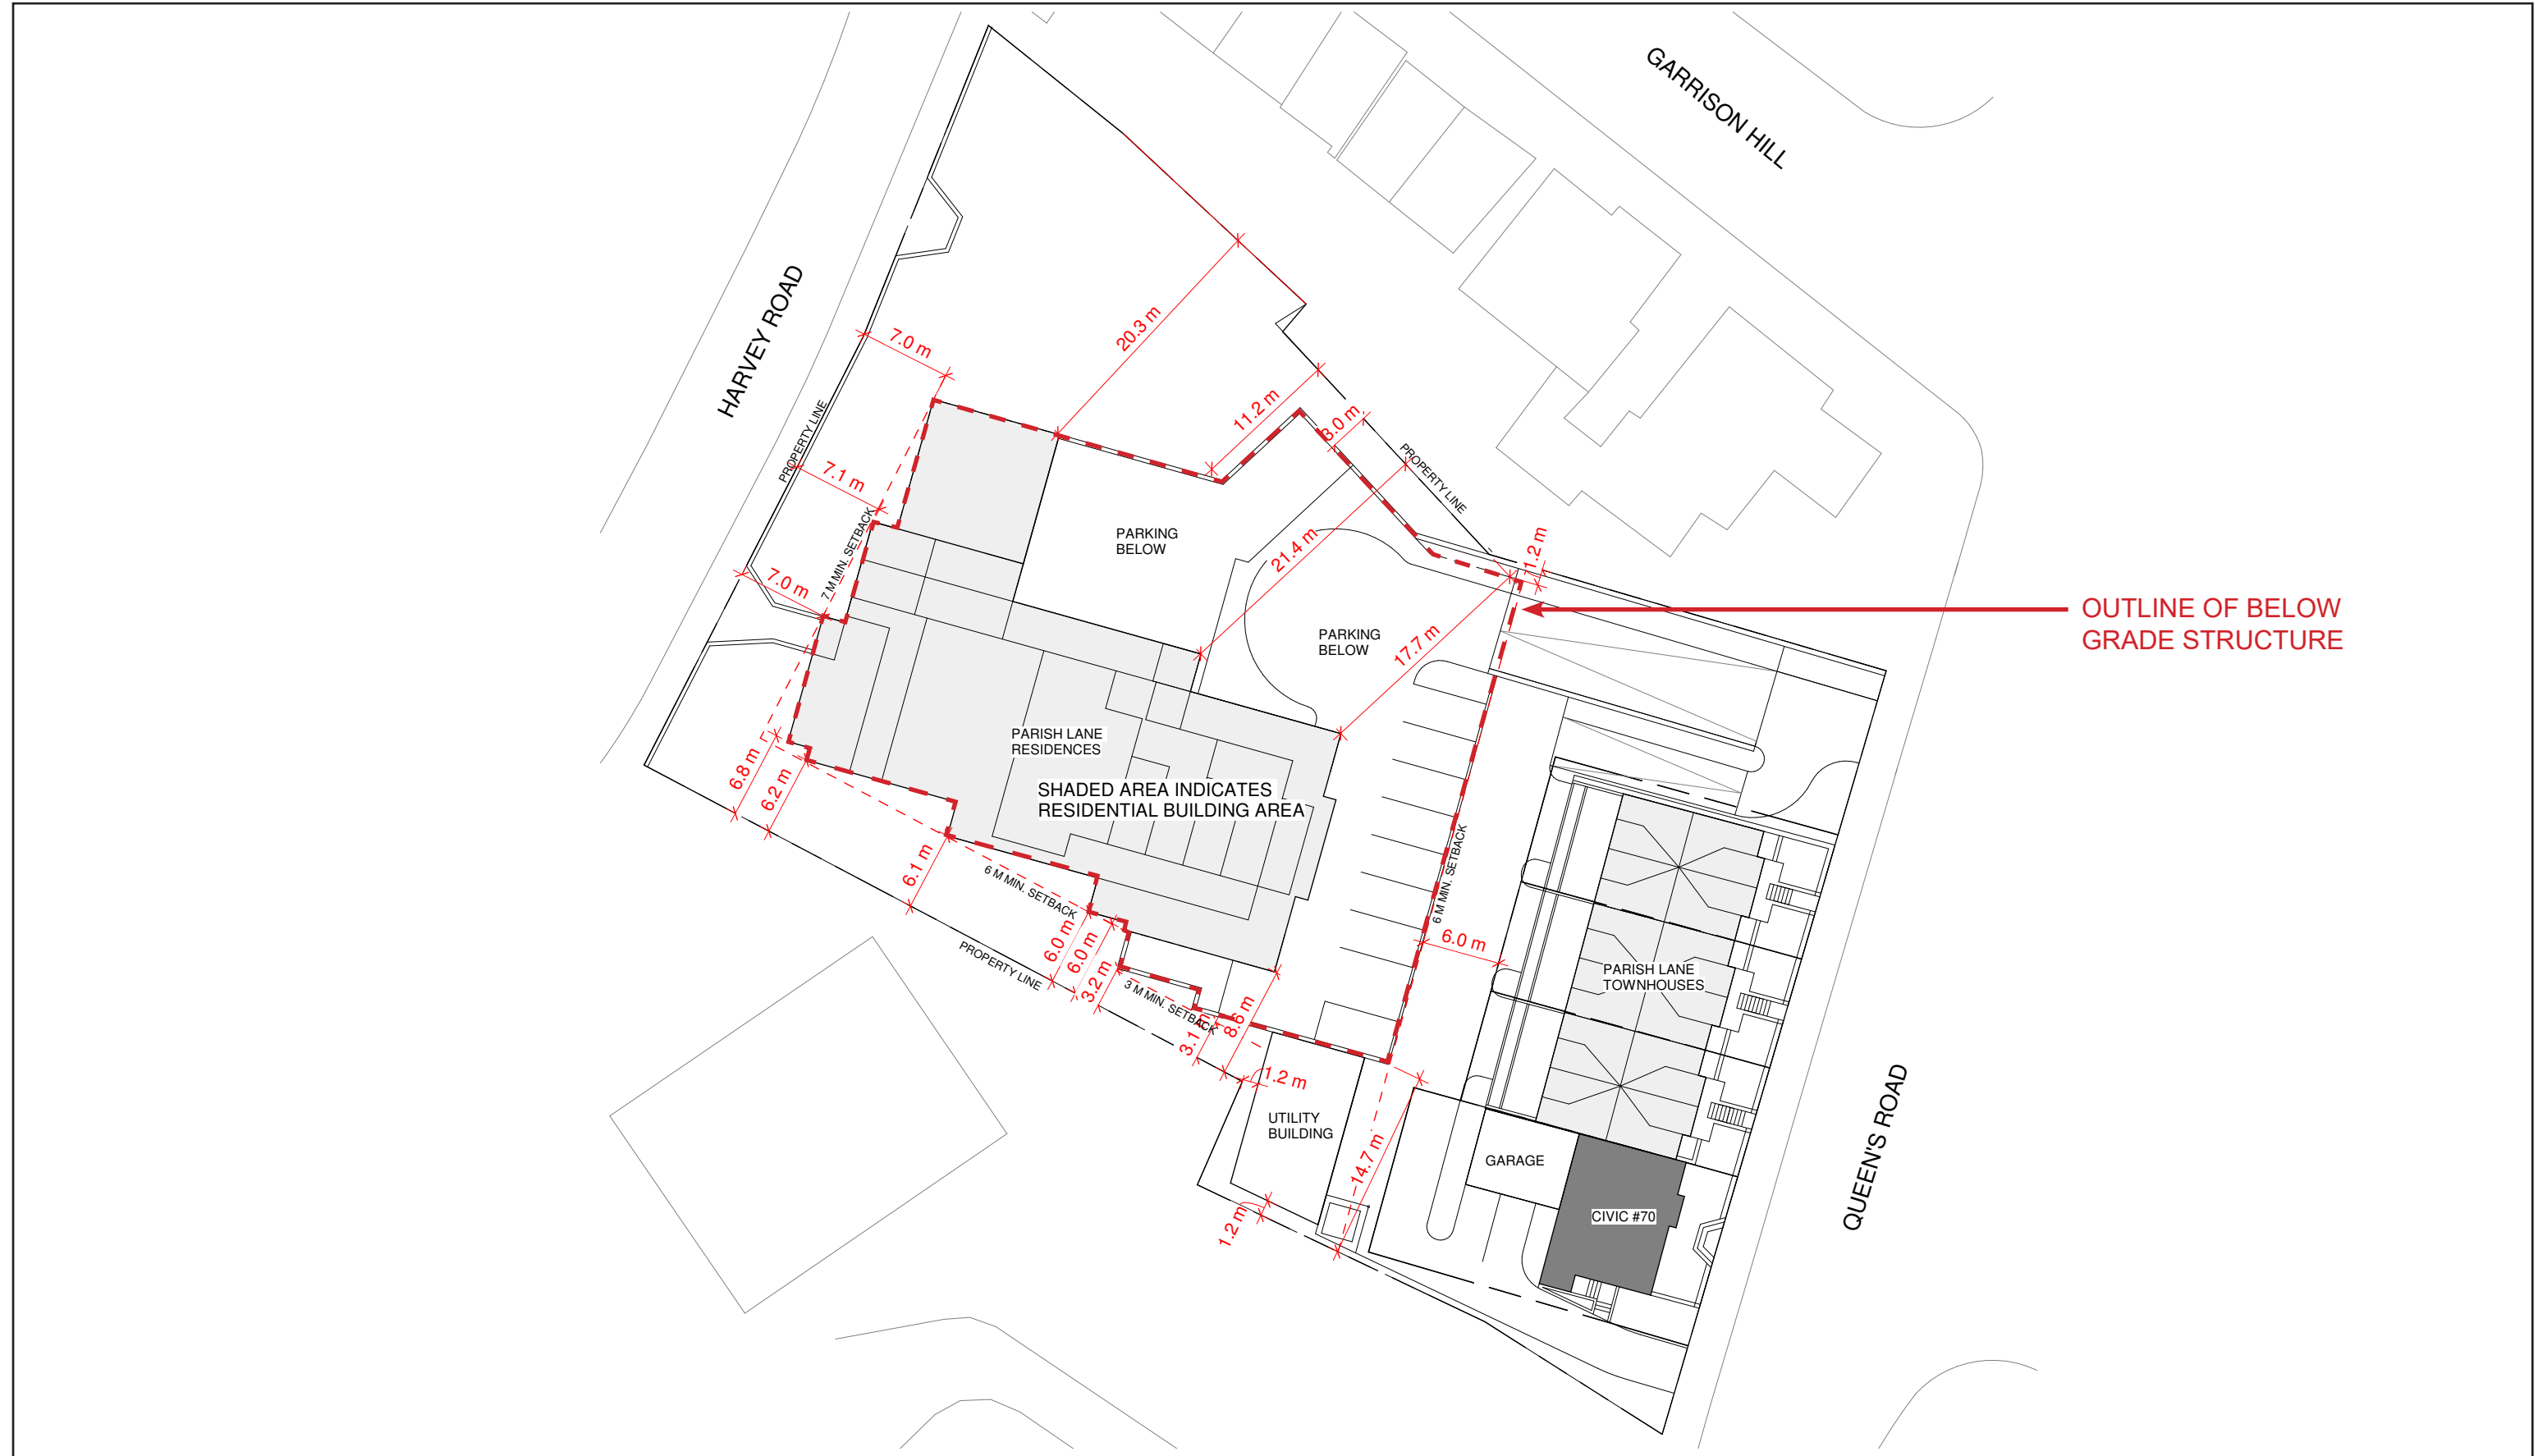 GARRISON HILL
HARVEY ROAD
20.3 m
7.0 m
11.2 m
3.0 m
PROPERTY LINE
PROPERTY LINE
7.1 m
7 M MIN. SETBACK
7.0 m
PARKING
BELOW
21.4 m
1.2 m
OUTLINE OF BELOW
GRADE STRUCTURE
PARKING
BELOW
17.7 m
PARISH LANE
RESIDENCES
SHADED AREA INDICATES
RESIDENTIAL BUILDING AREA
6.8 m
6.2 m
6.1 m
6 M MIN. SETBACK
6 M MIN. SETBACK
6.0 m
6.0 m
6.0 m
3.2 m
PROPERTY LINE
3 M MIN. SETBACK
3.1 m
8.6 m
1.2 m
PARISH LANE
TOWNHOUSES
UTILITY
BUILDING
14.7 m
1.2 m
GARAGE
CIVIC #70
QUEEN'S ROAD